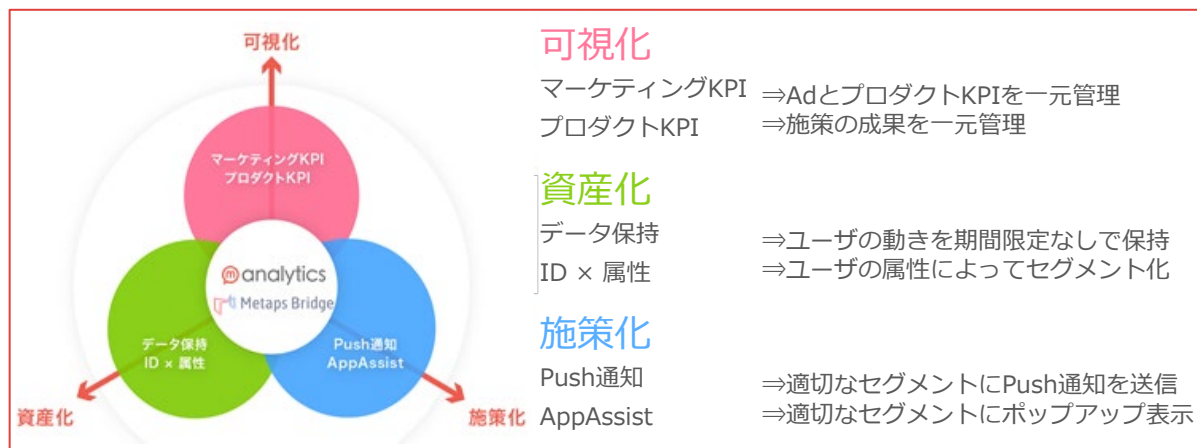 可視化
マーケティングKPI
プロダクトKPI
analytics
Metaps Bridge
データ保持
ID × 属性
Push通知
AppAssist
資産化
施策化
可視化
マーケティングKPI ⇒AdとプロダクトKPIを一元管理
プロダクトKPI ⇒施策の成果を一元管理
資産化
データ保持 ⇒ユーザの動きを期間限定なしで保持
ID × 属性 ⇒ユーザの属性によってセグメント化
施策化
Push通知 ⇒適切なセグメントにPush通知を送信
AppAssist ⇒適切なセグメントにポップアップ表示